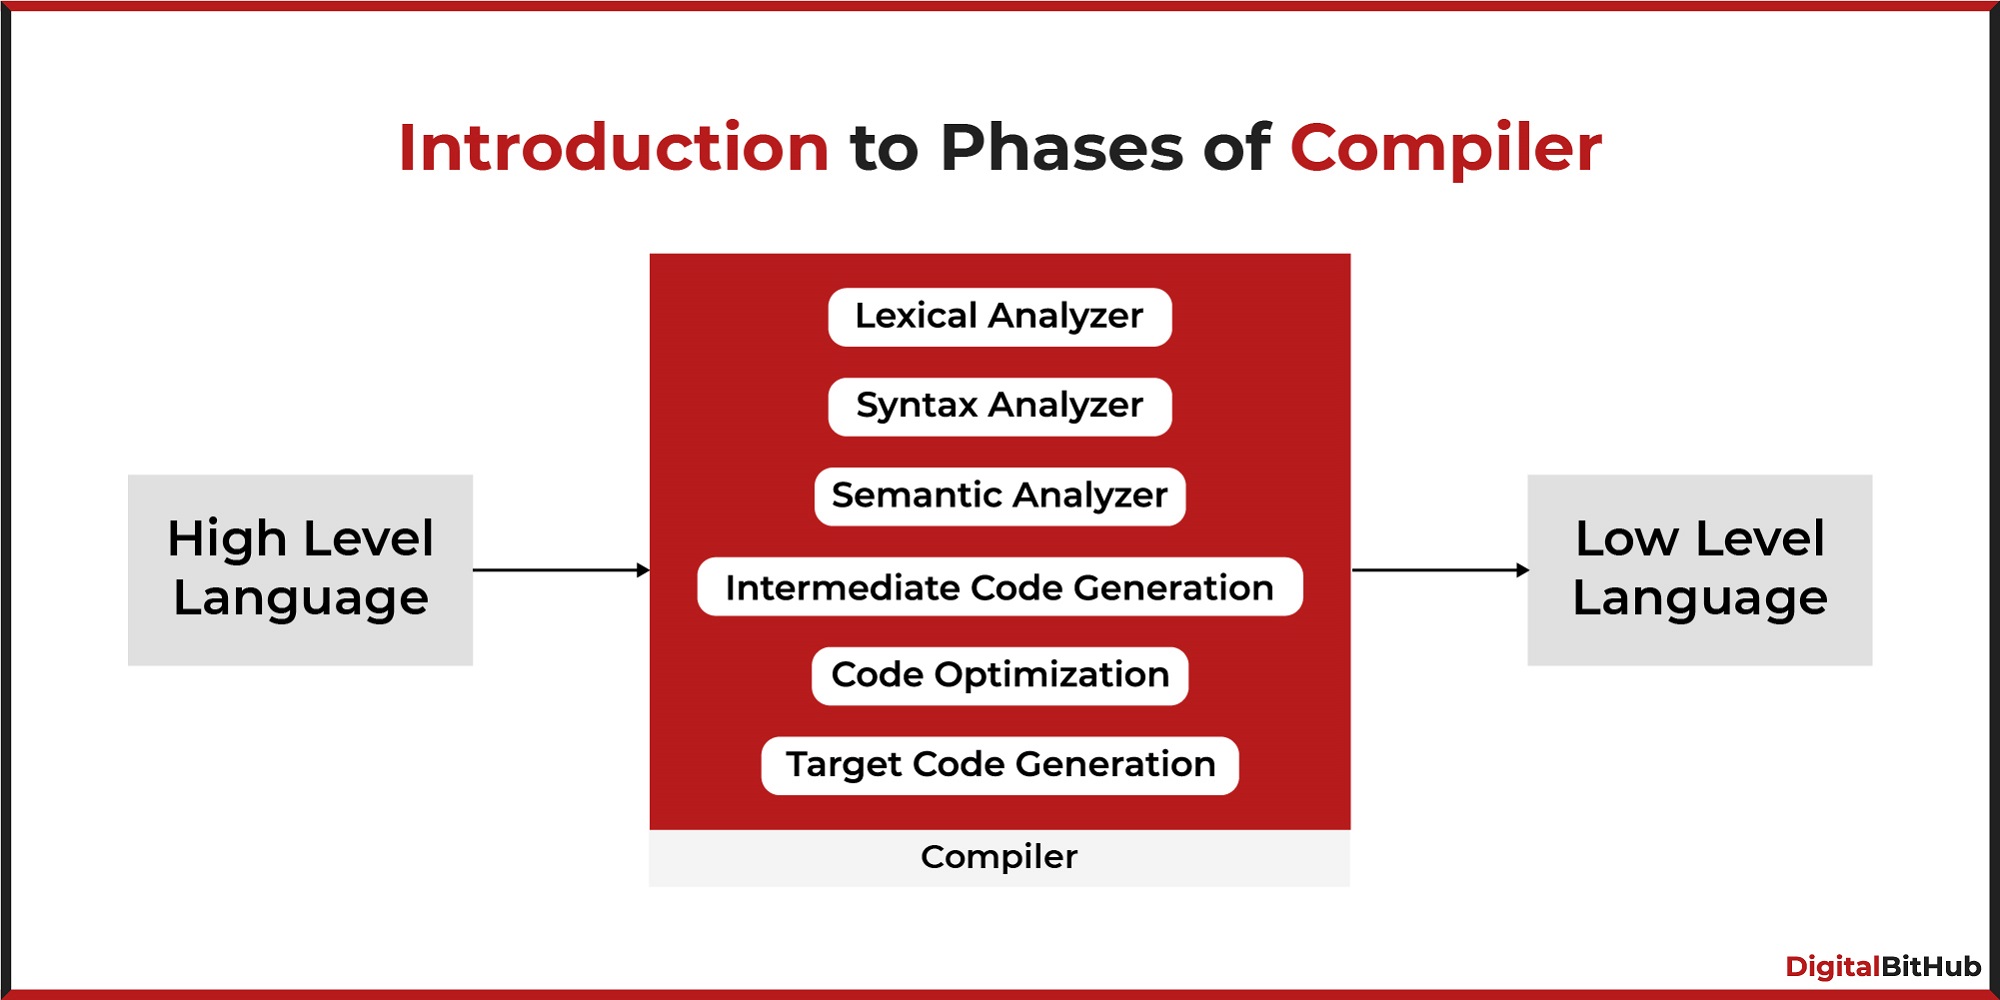 Introduction to Phases of Compiler
Lexical Analyzer
Syntax Analyzer
Semantic Analyzer
Intermediate Code Generation
Code Optimization
Target Code Generation
Compiler
High Level
Language
Low Level
Language
DigitalBitHub